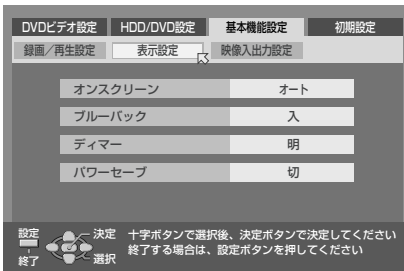 DVDビデオ設定 HDD/DVD設定 基本機能設定 初期設定
録画／再生設定 表示設定 映像入出力設定
オンスクリーン オート
ブルーバック 入
ディマー 明
パワーセーブ 切
設定 決定 十字ボタンで選択後、決定ボタンで決定してください
終了 選択 終了する場合は、設定ボタンを押してください